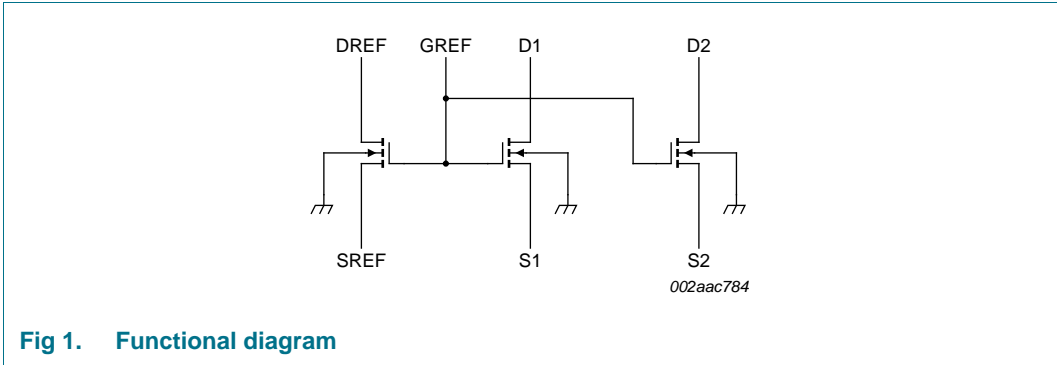 DREF GREF D1 D2
SREF S1 S2
002aac784
Fig 1. Functional diagram